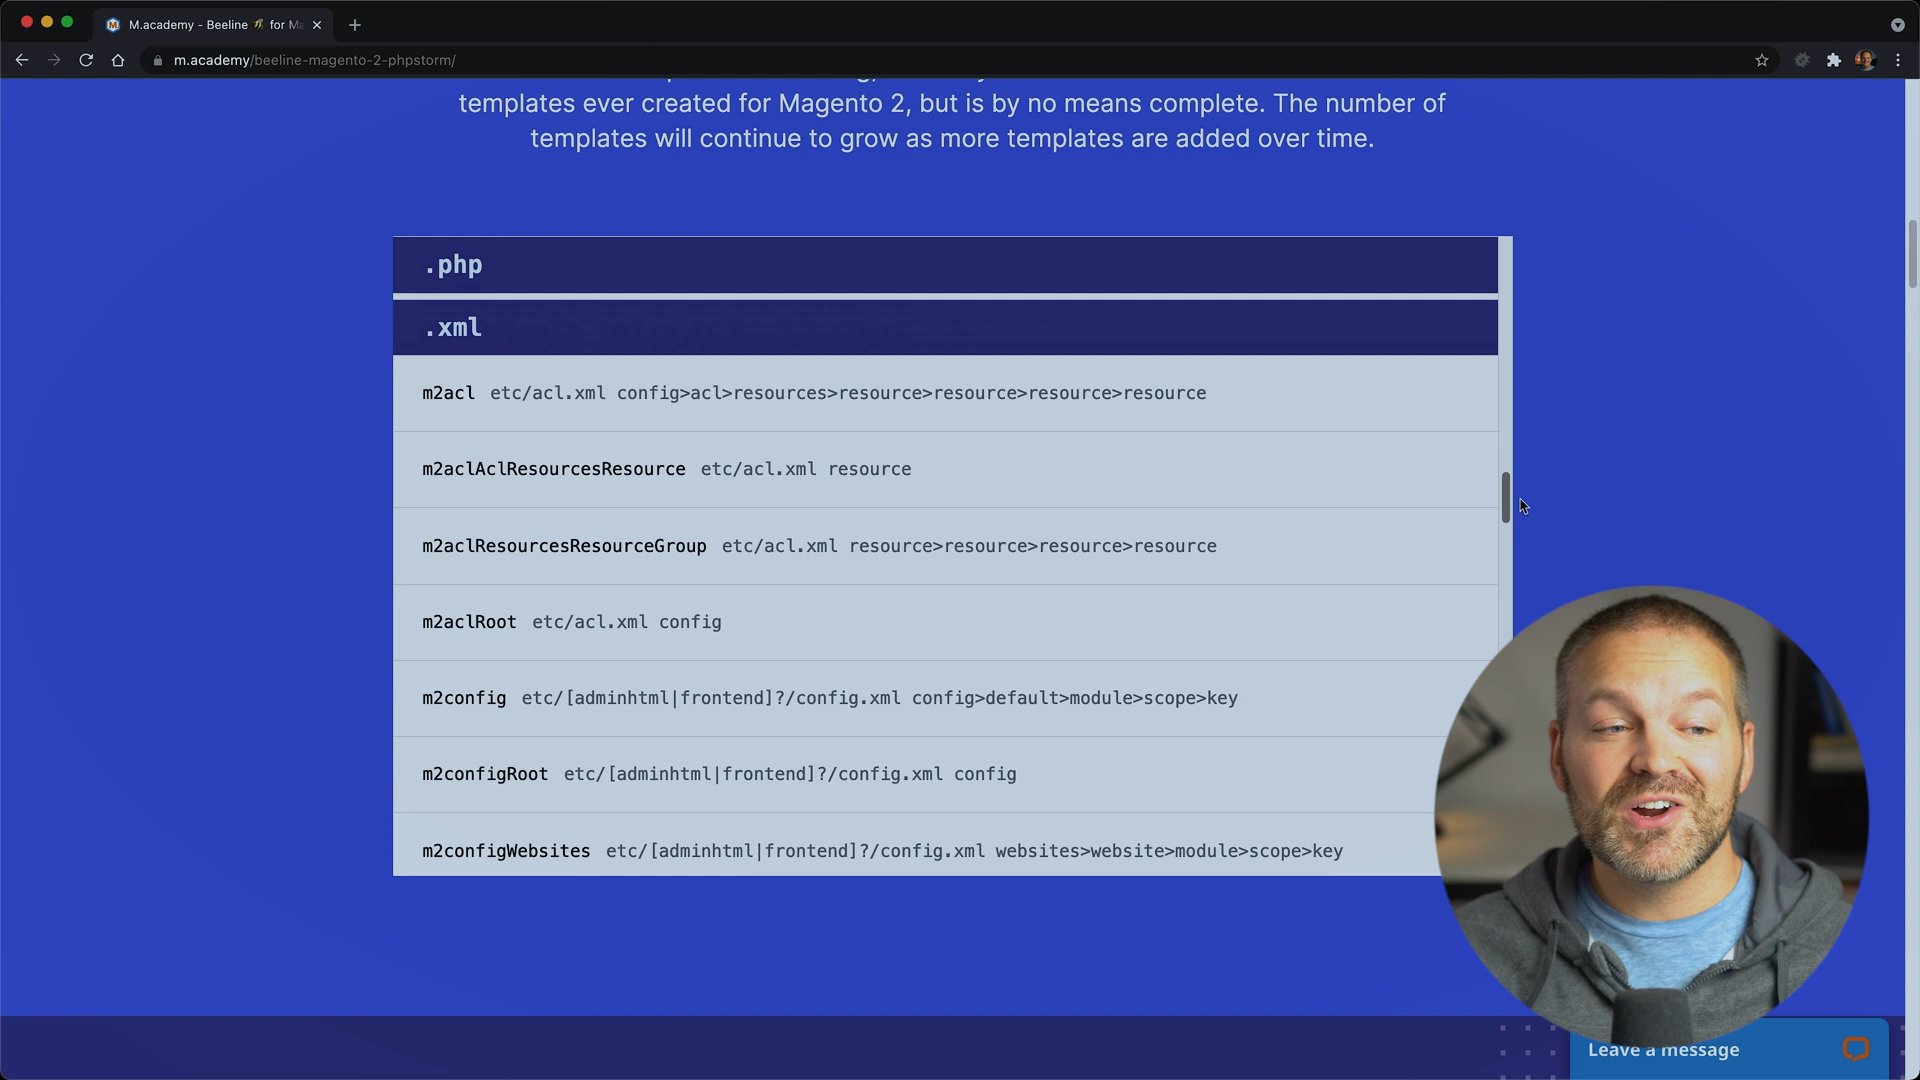 M.academy - Beeline 🐝 for Ma
m.academy/beeline-magento-2-phpstorm/
templates ever created for Magento 2, but is by no means complete. The number of
templates will continue to grow as more templates are added over time.
.php
.xml
m2acl etc/acl.xml config>acl>resources>resource>resource>resource>resource
m2aclAclResourcesResource etc/acl.xml resource
m2aclResourcesResourceGroup etc/acl.xml resource>resource>resource>resource
m2aclRoot etc/acl.xml config
m2config etc/[adminhtml|frontend]?/config.xml config>default>module>scope>key
m2configRoot etc/[adminhtml|frontend]?/config.xml config
m2configWebsites etc/[adminhtml|frontend]?/config.xml websites>website>module>scope>key
Leave a message